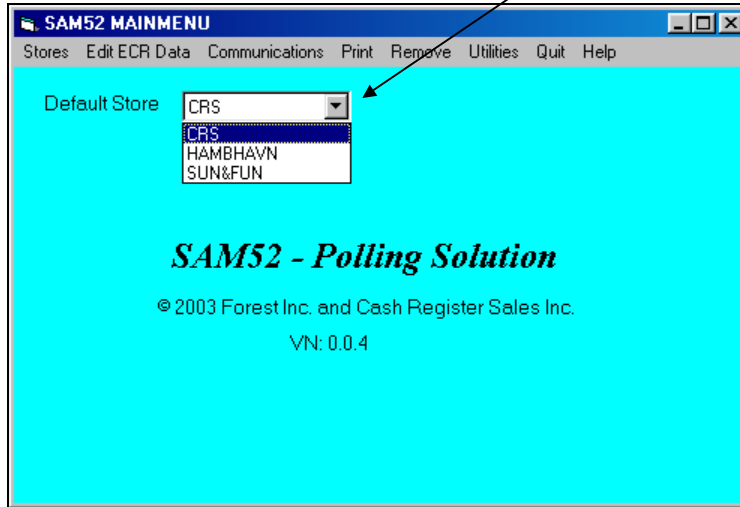 SAM52 MAINMENU
Stores Edit ECR Data Communications Print Remove Utilities Quit Help
Default Store CRS
CRS
HAMBHAVN
SUN&FUN
SAM52 - Polling Solution
© 2003 Forest Inc. and Cash Register Sales Inc.
VN: 0.0.4